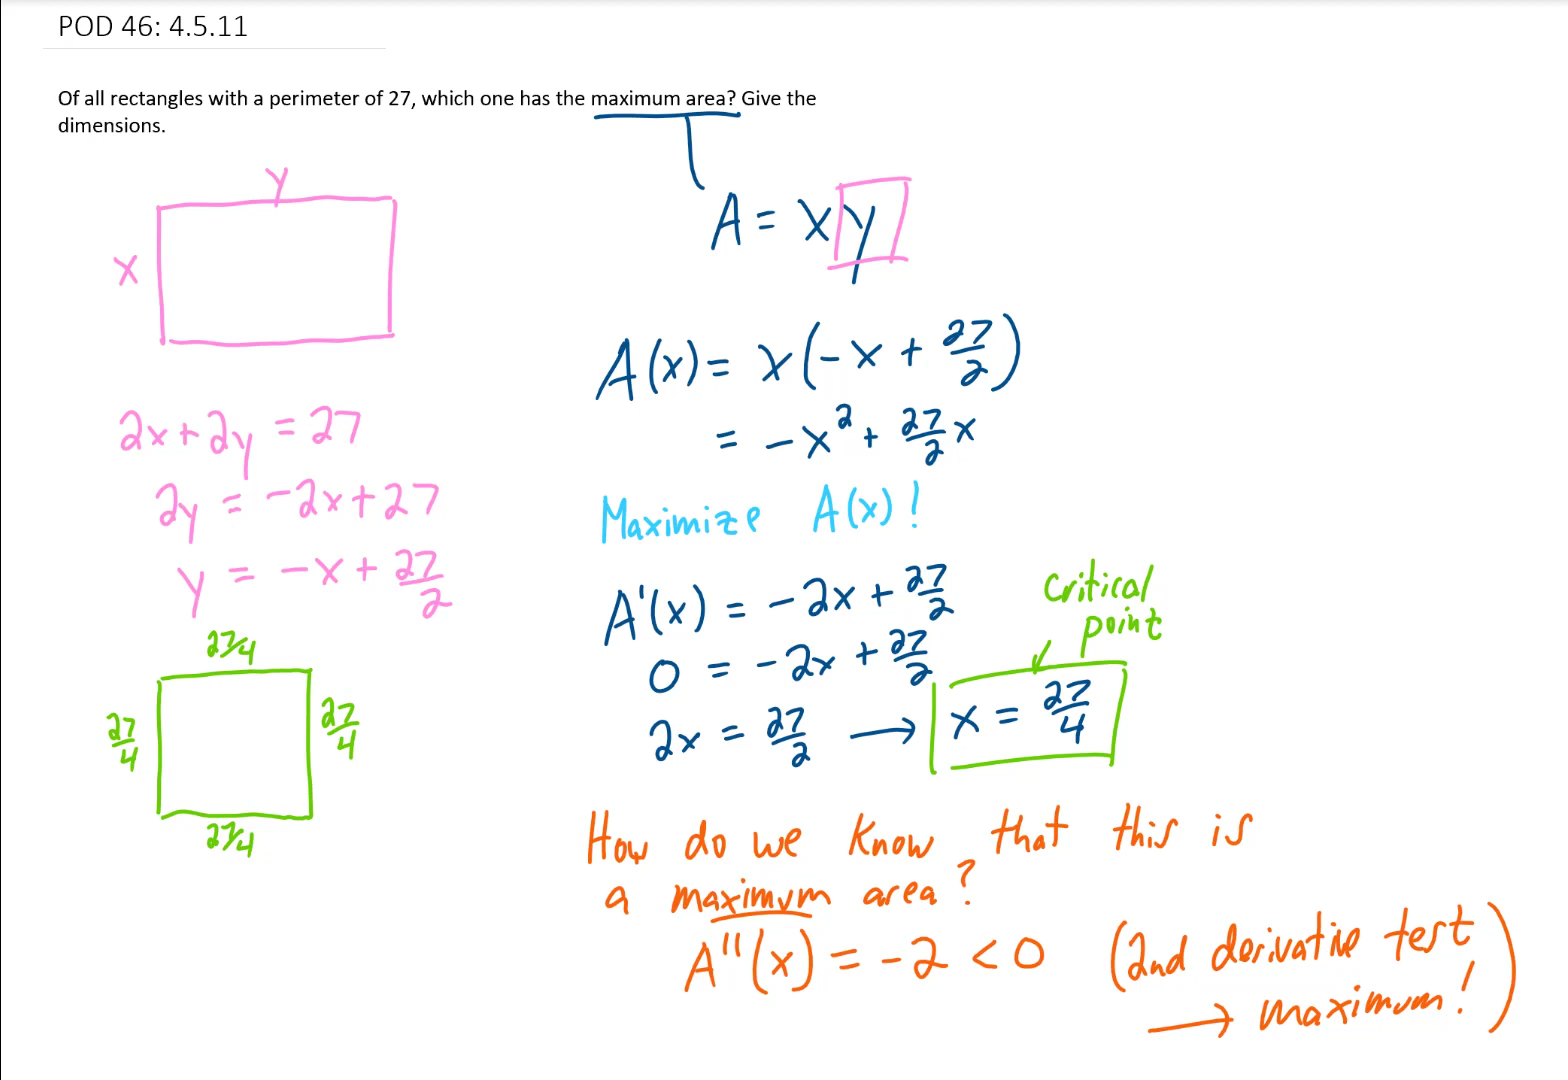 POD 46: 4.5.11
Of all rectangles with a perimeter of 27, which one has the maximum area? Give the
dimensions.
y
x
2x+2y = 27
2y = -2x+27
y = -x + 27/2
27/4
27/4
27/4
27/4
A = xy
A(x) = x(-x + 27/2)
= -x² + 27/2 x
Maximize A(x)!
A'(x) = -2x + 27/2
0 = -2x + 27/2
2x = 27/2 → x = 27/4
critical
point
How do we know that this is
a maximum area?
A''(x) = -2 < 0 (2nd derivative test
→ maximum!)